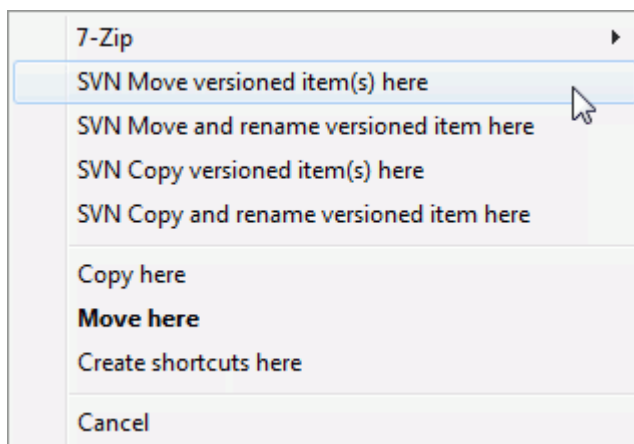 7-Zip
SVN Move versioned item(s) here
SVN Move and rename versioned item here
SVN Copy versioned item(s) here
SVN Copy and rename versioned item here
Copy here
Move here
Create shortcuts here
Cancel